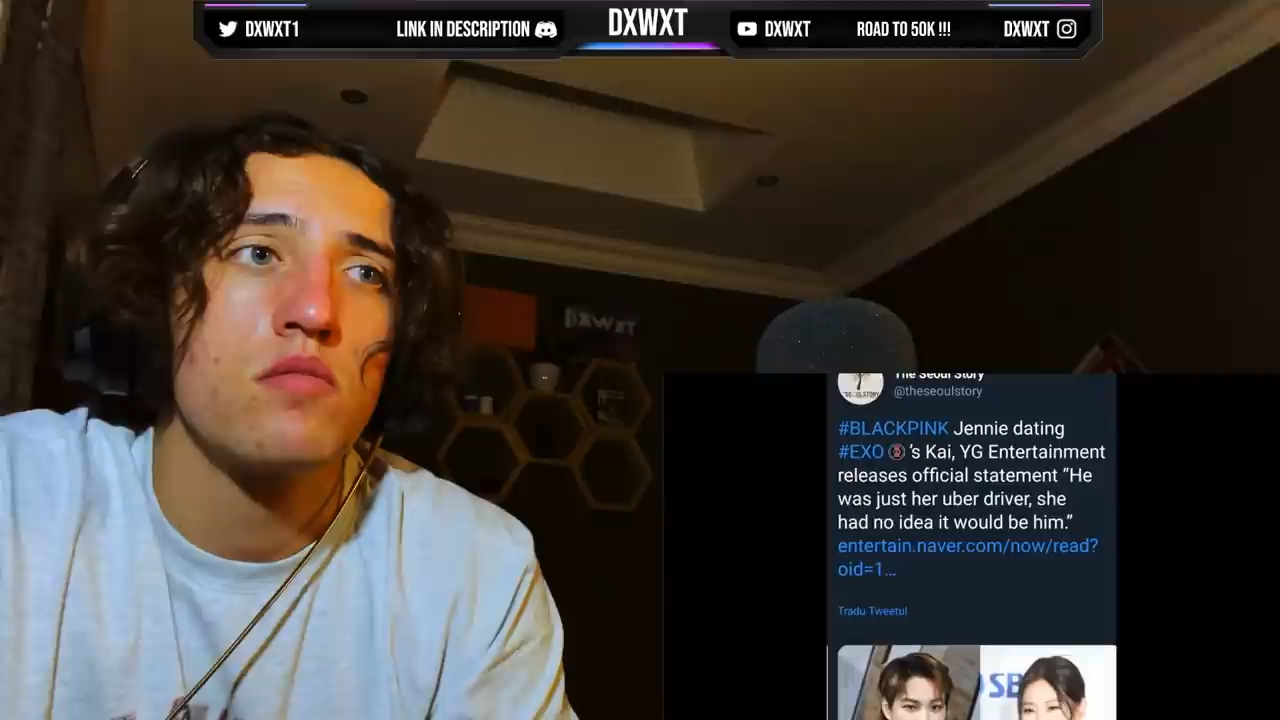 DXWXT1
LINK IN DESCRIPTION
DXWXT
DXWXT
ROAD TO 50K !!!
DXWXT
DXWXT
The Seoul Story
@theseoulstory
#BLACKPINK Jennie dating
#EXO 's Kai, YG Entertainment
releases official statement “He
was just her uber driver, she
had no idea it would be him.”
entertain.naver.com/now/read?
oid=1...
Tradu Tweetul